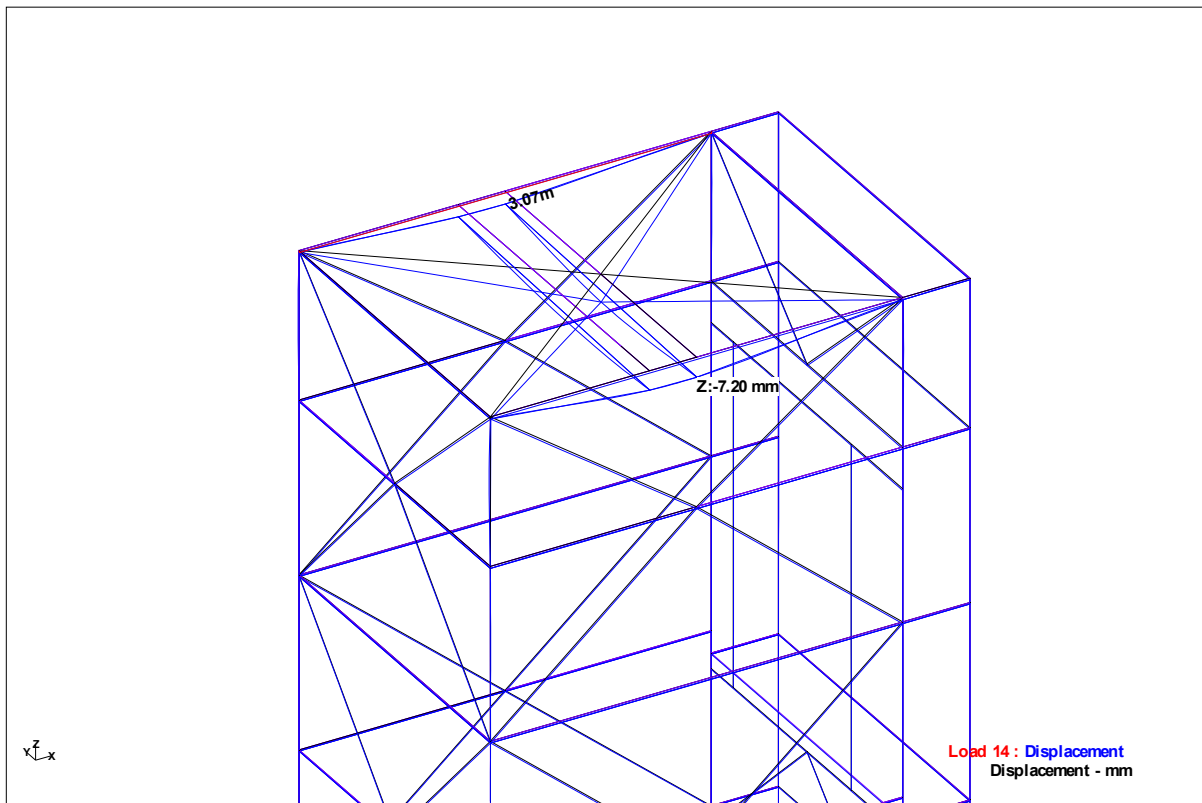 3.07m
Z:-7.20 mm
Z
Y X
Load 14 : Displacement
Displacement - mm